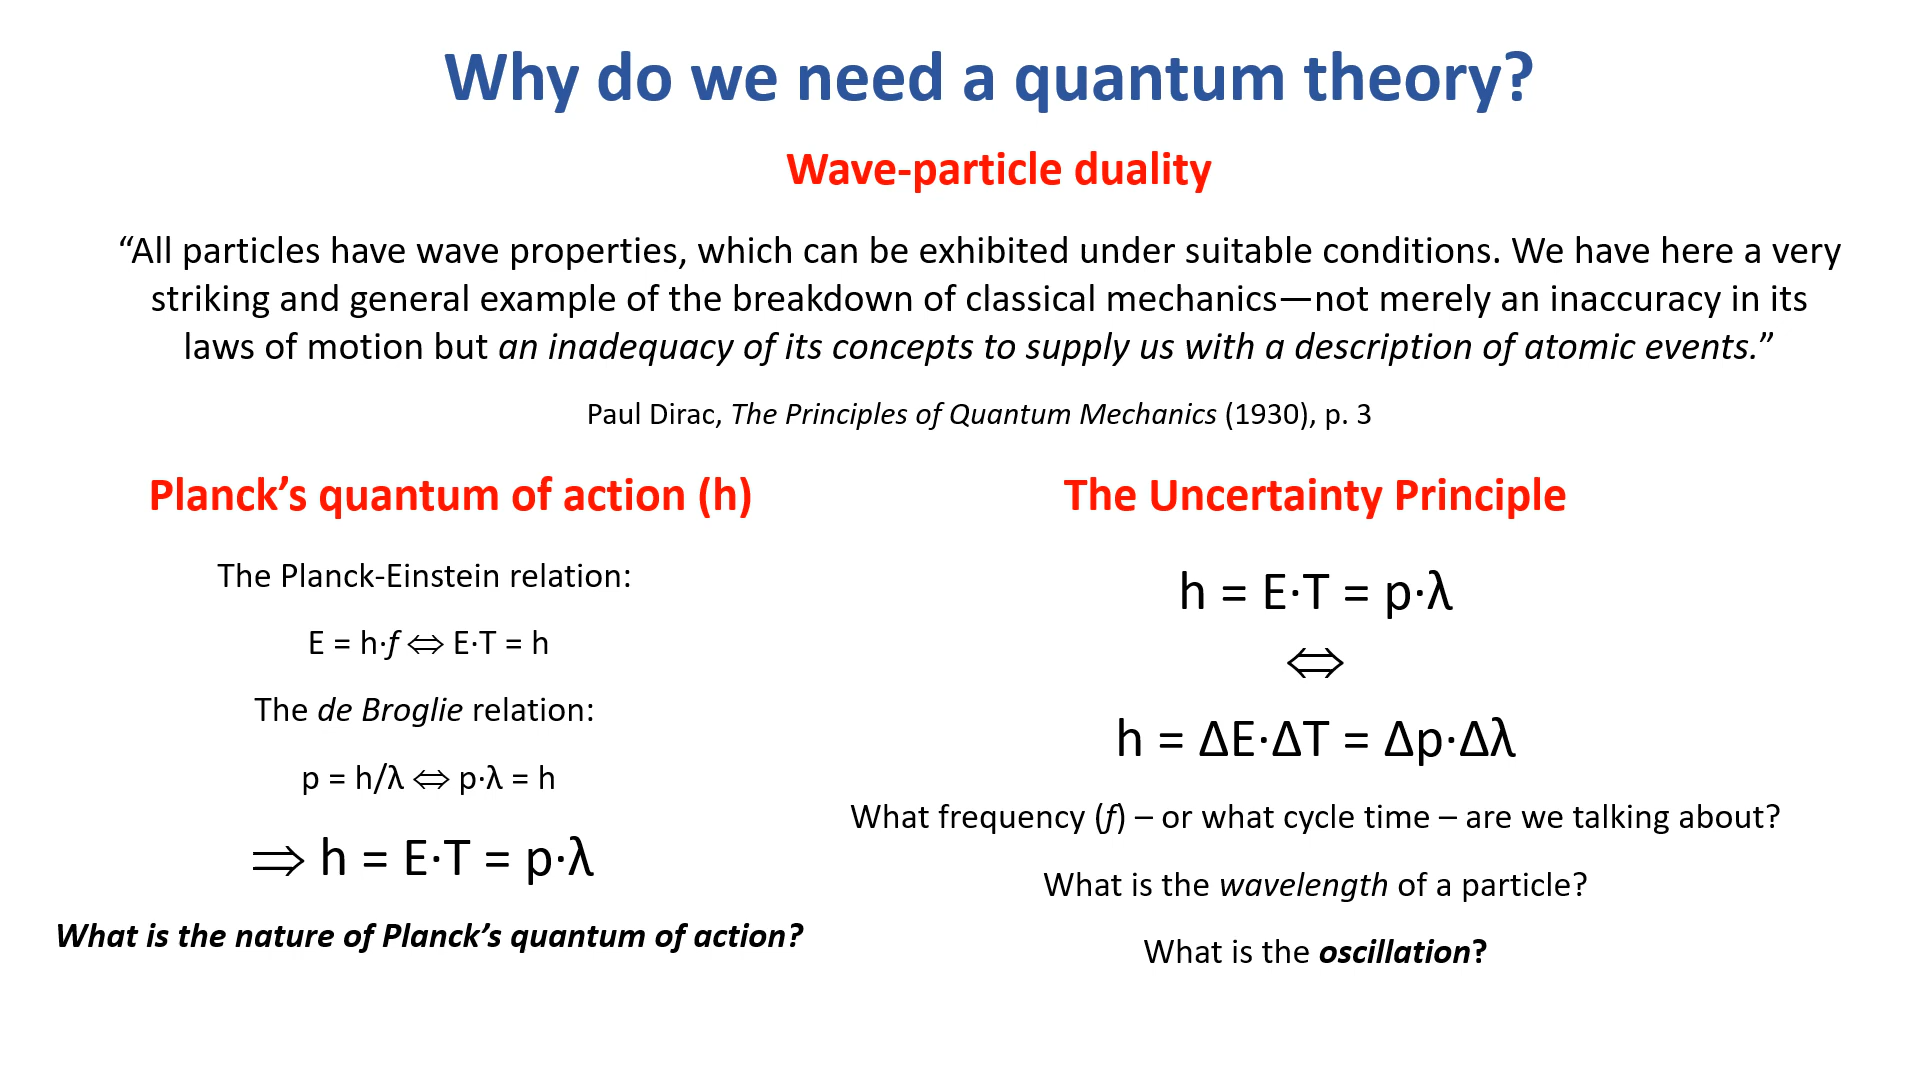 Why do we need a quantum theory?
Wave-particle duality
“All particles have wave properties, which can be exhibited under suitable conditions. We have here a very
striking and general example of the breakdown of classical mechanics—not merely an inaccuracy in its
laws of motion but an inadequacy of its concepts to supply us with a description of atomic events.”
Paul Dirac, The Principles of Quantum Mechanics (1930), p. 3
Planck’s quantum of action (h)
The Planck-Einstein relation:
E = h·f ⇔ E·T = h
The de Broglie relation:
p = h/λ ⇔ p·λ = h
⇒ h = E·T = p·λ
What is the nature of Planck’s quantum of action?
The Uncertainty Principle
h = E·T = p·λ
⇔
h = ΔE·ΔT = Δp·Δλ
What frequency (f) – or what cycle time – are we talking about?
What is the wavelength of a particle?
What is the oscillation?